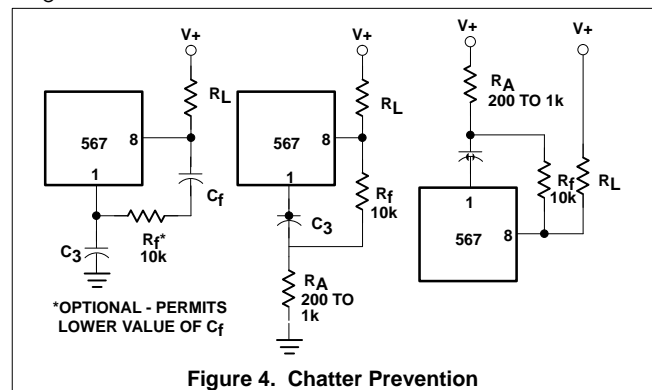 V+
RL
567
8
1
Cf
Rf*
10k
C3
*OPTIONAL - PERMITS
LOWER VALUE OF Cf
V+
RL
567
8
1
Rf
10k
C3
RA
200 TO
1k
V+
V+
RA
200 TO 1k
Rf
10k
RL
1
567
8
Figure 4. Chatter Prevention